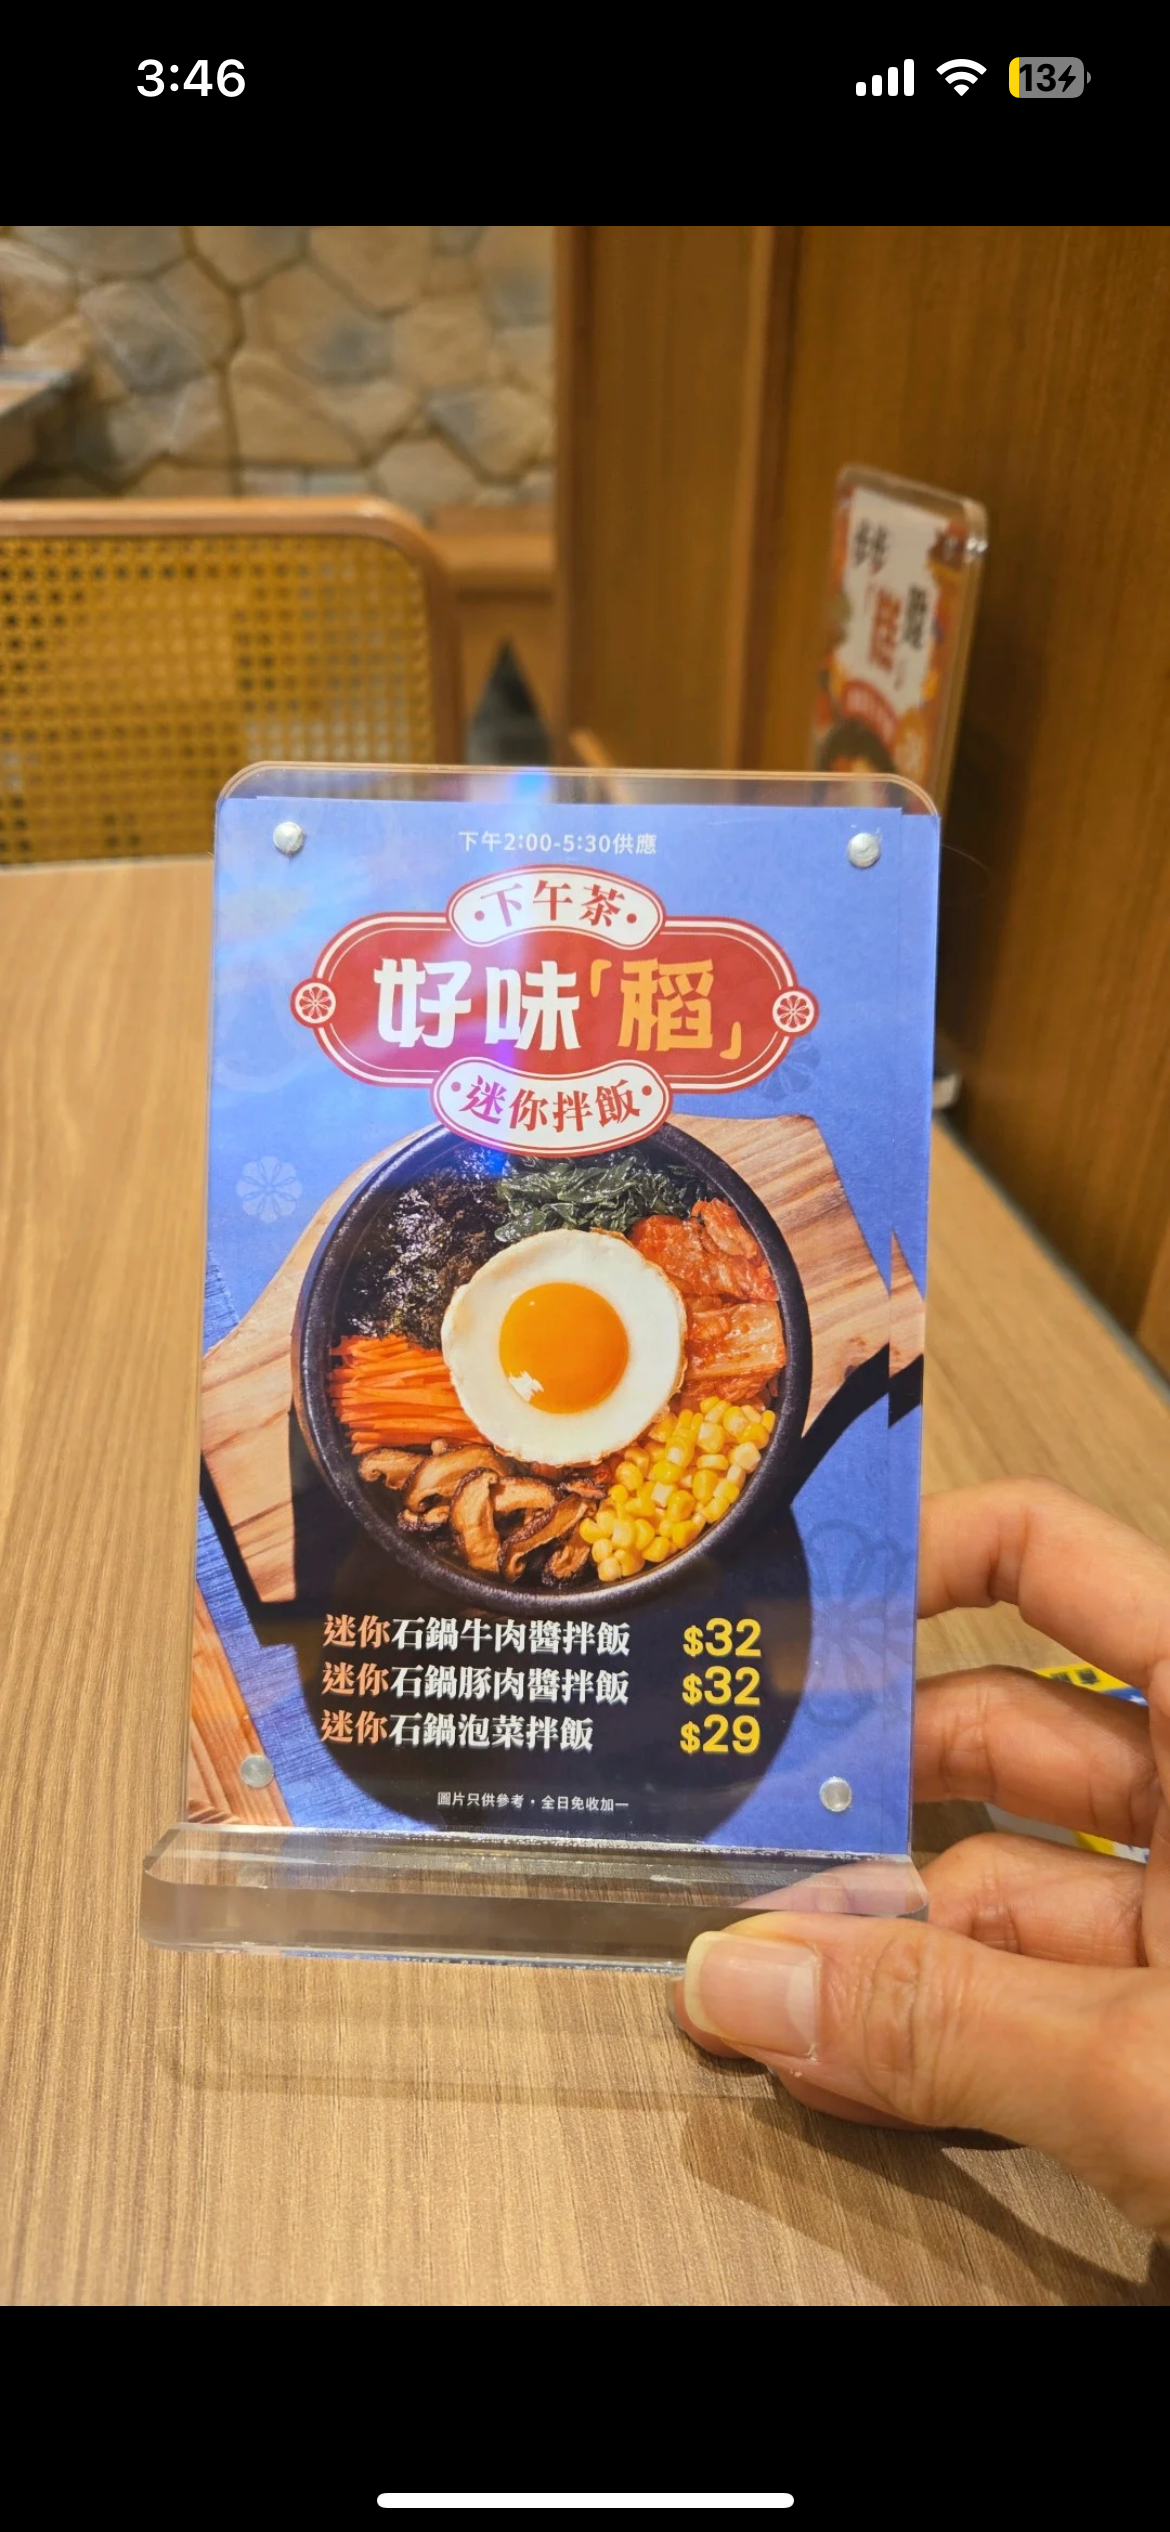 3:46
13
下午2:00-5:30供應
·下午茶·
好味「稻」
·迷你拌飯·
迷你石鍋牛肉醬拌飯 $32
迷你石鍋豚肉醬拌飯 $32
迷你石鍋泡菜拌飯 $29
圖片只供參考·全日免收加一